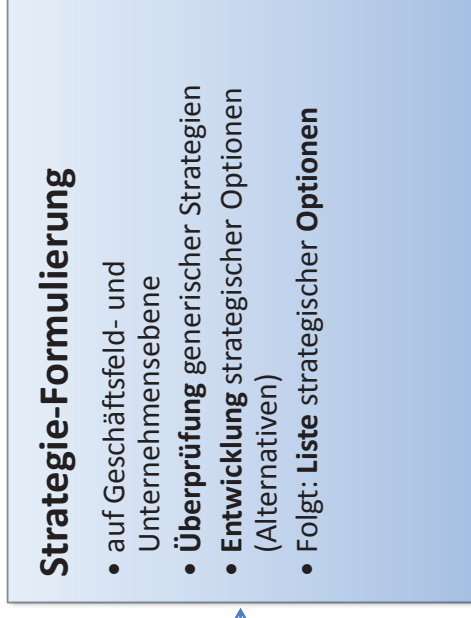 Strategie-Formulierung
• auf Geschäftsfeld- und
Unternehmensebene
• Überprüfung generischer Strategien
• Entwicklung strategischer Optionen
(Alternativen)
• Folgt: Liste strategischer Optionen